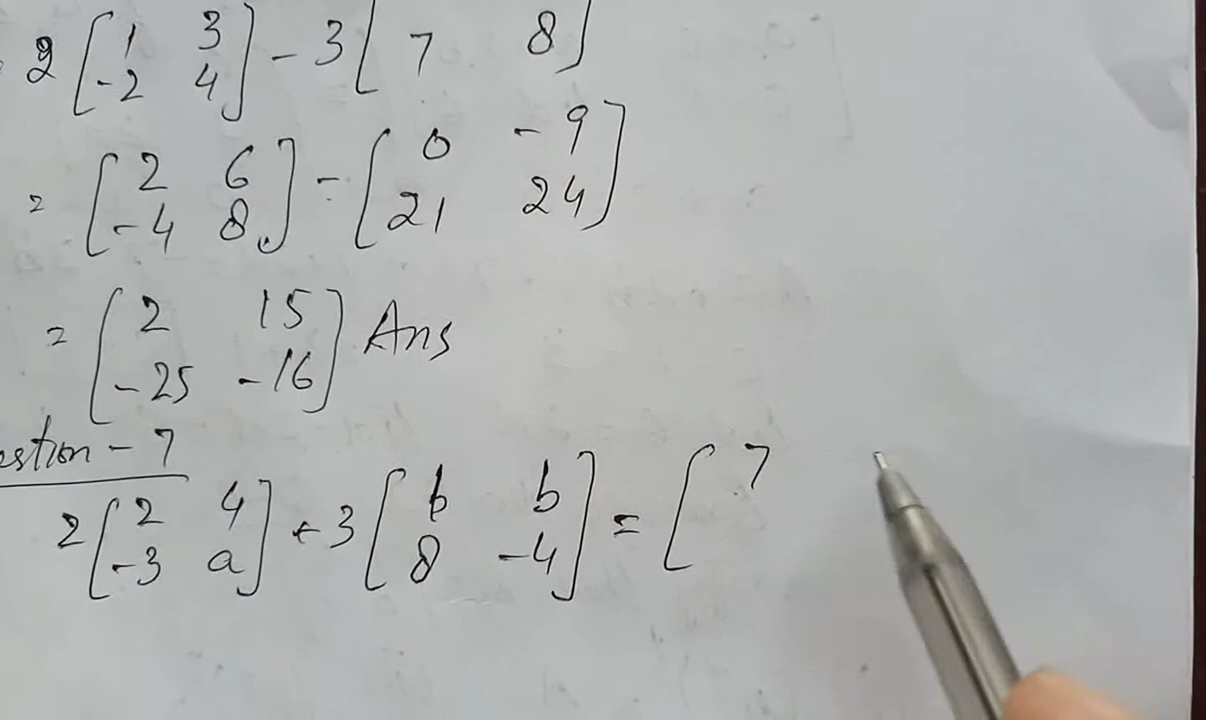 2 [ 1 3 ] - 3 [ 7 8 ]
-2 4
= [ 2 6 ] - [ 0 -9 ]
-4 8 21 24
= [ 2 15 ] Ans
-25 -16
estion - 7
2 [ 2 4 ] + 3 [ b b ] = [ 7
-3 a 8 -4